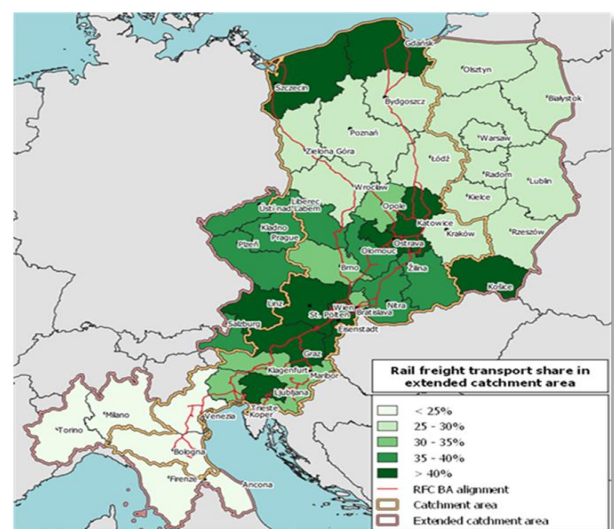 Gdańsk
Olsztyn
Szczecin
Białystok
Bydgoszcz
Poznań
Warsaw
Zielona Góra
Łódź
Radom
Lublin
Wrocław
Kielce
Opole
Liberec
Usti nad Labem
Katowice
Kladno
Prague
Kraków
Rzeszów
Plzeň
Ostrava
Olomouc
Žilina
Brno
Košice
Linz
Wien
Nitra
St. Pölten
Bratislava
Eisenstadt
Salzburg
Graz
Klagenfurt
Maribor
Ljubljana
Trieste
Koper
Milano
Venezia
Torino
Bologna
Firenze
Ancona
Rail freight transport share in
extended catchment area
< 25%
25 - 30%
30 - 35%
35 - 40%
> 40%
RFC BA alignment
Catchment area
Extended catchment area